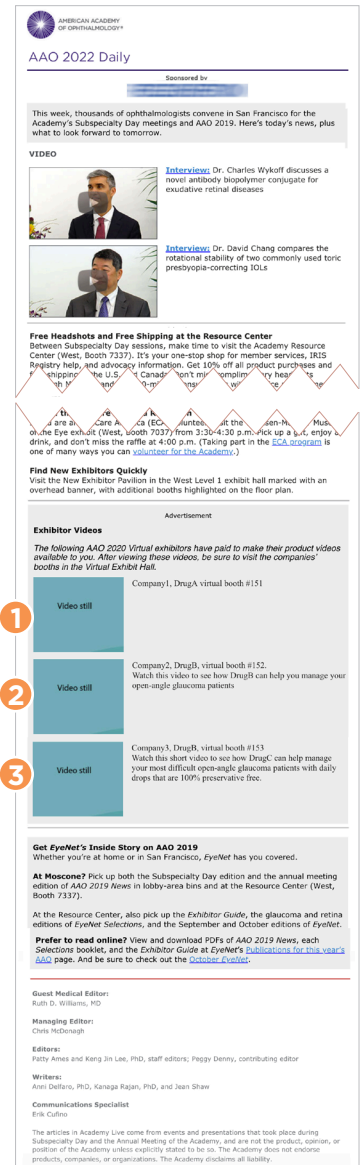 AMERICAN ACADEMY
OF OPHTHALMOLOGY®
AAO 2022 Daily
Sponsored by
This week, thousands of ophthalmologists convene in San Francisco for the
Academy's Subspecialty Day meetings and AAO 2019. Here's today's news, plus
what to look forward to tomorrow.
VIDEO
Interview: Dr. Charles Wykoff discusses a
novel antibody biopolymer conjugate for
exudative retinal diseases
Interview: Dr. David Chang compares the
rotational stability of two commonly used toric
presbyopia-correcting IOLs
Free Headshots and Free Shipping at the Resource Center
Between Subspecialty Day sessions, make time to visit the Academy Resource
Center (West, Booth 7337). It's your one-stop shop for member services, IRIS
Registry help, and advocacy information. Get 10% off all product purchases and
shipping he U.S. d Canad
the Eye exhibit (West, Booth 7037) from 3:30-4:30 p.m. Pick up a enjoy a
drink, and don't miss the raffle at 4:00 p.m. (Taking part in the ECA program is
one of many ways you can volunteer for the Academy.)
Find New Exhibitors Quickly
Visit the New Exhibitor Pavilion in the West Level 1 exhibit hall marked with an
overhead banner, with additional booths highlighted on the floor plan.
Advertisement
Exhibitor Videos
The following AAO 2020 Virtual exhibitors have paid to make their product videos
available to you. After viewing these videos, be sure to visit the companies'
booths in the Virtual Exhibit Hall.
1
Video still
Company1, DrugA virtual booth #151
2
Video still
Company2, DrugB, virtual booth #152.
Watch this video to see how DrugB can help you manage your
open-angle glaucoma patients
3
Video still
Company3, DrugB, virtual booth #153
Watch this short video to see how DrugC can help manage
your most difficult open-angle glaucoma patients with daily
drops that are 100% preservative free.
Get EyeNet's Inside Story on AAO 2019
Whether you're at home or in San Francisco, EyeNet has you covered.
At Moscone? Pick up both the Subspecialty Day edition and the annual meeting
edition of AAO 2019 News in lobby-area bins and at the Resource Center (West,
Booth 7337).
At the Resource Center, also pick up the Exhibitor Guide, the glaucoma and retina
editions of EyeNet Selections, and the September and October editions of EyeNet.
Prefer to read online? View and download PDFs of AAO 2019 News, each
Selections booklet, and the Exhibitor Guide at EyeNet's Publications for this year's
AAO page. And be sure to check out the October EyeNet.
Guest Medical Editor:
Ruth D. Williams, MD
Managing Editor:
Chris McDonagh
Editors:
Patty Ames and Keng Jin Lee, PhD, staff editors; Peggy Denny, contributing editor
Writers:
Anni Delfaro, PhD, Kanaga Rajan, PhD, and Jean Shaw
Communications Specialist
Erik Cufino
The articles in Academy Live come from events and presentations that took place during
Subspecialty Day and the Annual Meeting of the Academy, and are not the product, opinion, or
position of the Academy unless explicitly stated to be so. The Academy does not endorse
products, companies, or organizations. The Academy disclaims all liability.